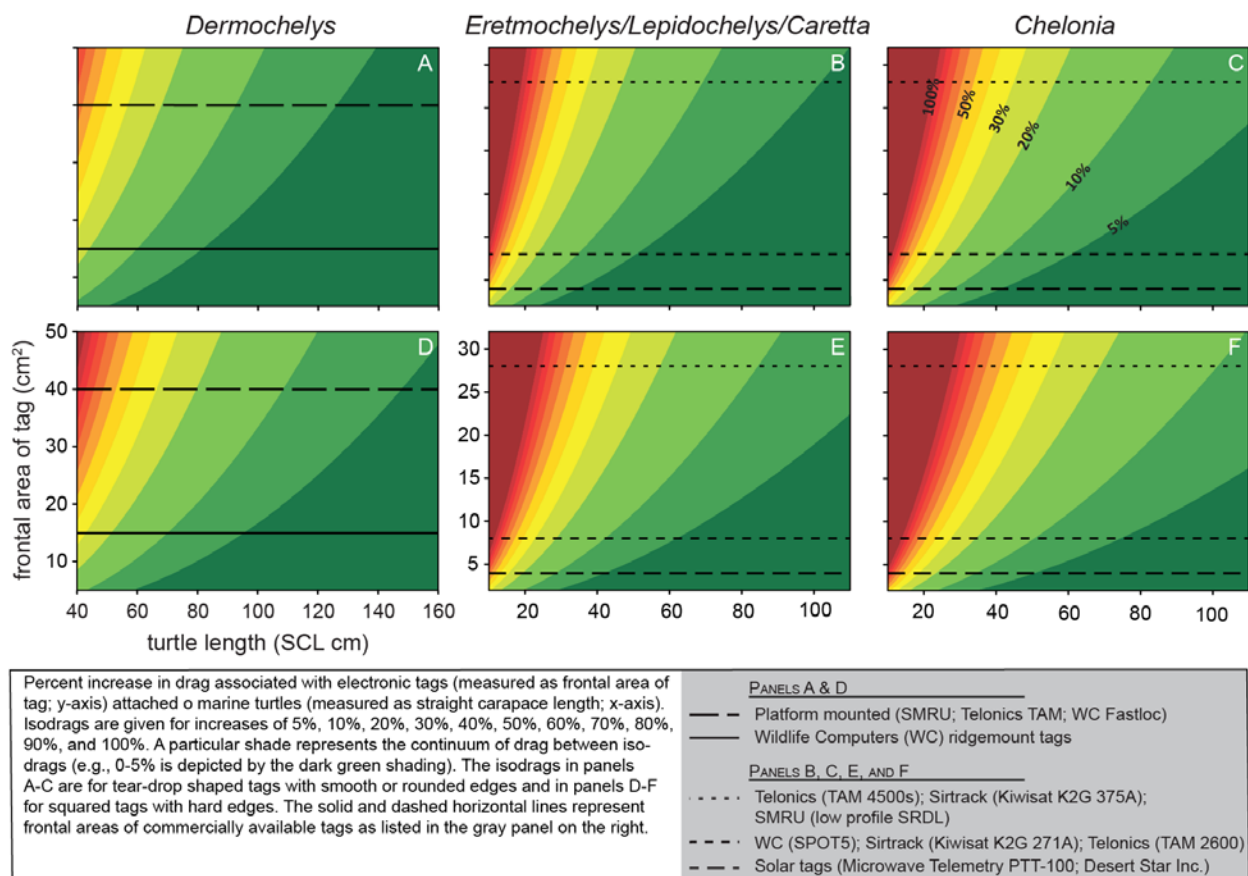 Dermochelys
Eretmochelys/Lepidochelys/Caretta
Chelonia
A
B
C
100%
50%
30%
20%
10%
5%
D
E
F
50
40
30
20
10
30
25
20
15
10
5
frontal area of tag (cm²)
40 60 80 100 120 140 160
20 40 60 80 100
20 40 60 80 100
turtle length (SCL cm)
Percent increase in drag associated with electronic tags (measured as frontal area of
tag; y-axis) attached o marine turtles (measured as straight carapace length; x-axis).
Isodrags are given for increases of 5%, 10%, 20%, 30%, 40%, 50%, 60%, 70%, 80%,
90%, and 100%. A particular shade represents the continuum of drag between iso-
drags (e.g., 0-5% is depicted by the dark green shading). The isodrags in panels
A-C are for tear-drop shaped tags with smooth or rounded edges and in panels D-F
for squared tags with hard edges. The solid and dashed horizontal lines represent
frontal areas of commercially available tags as listed in the gray panel on the right.
PANELS A & D
Platform mounted (SMRU; Telonics TAM; WC Fastloc)
Wildlife Computers (WC) ridgemount tags
PANELS B, C, E, AND F
Telonics (TAM 4500s); Sirtrack (Kiwisat K2G 375A);
SMRU (low profile SRDL)
WC (SPOT5); Sirtrack (Kiwisat K2G 271A); Telonics (TAM 2600)
Solar tags (Microwave Telemetry PTT-100; Desert Star Inc.)